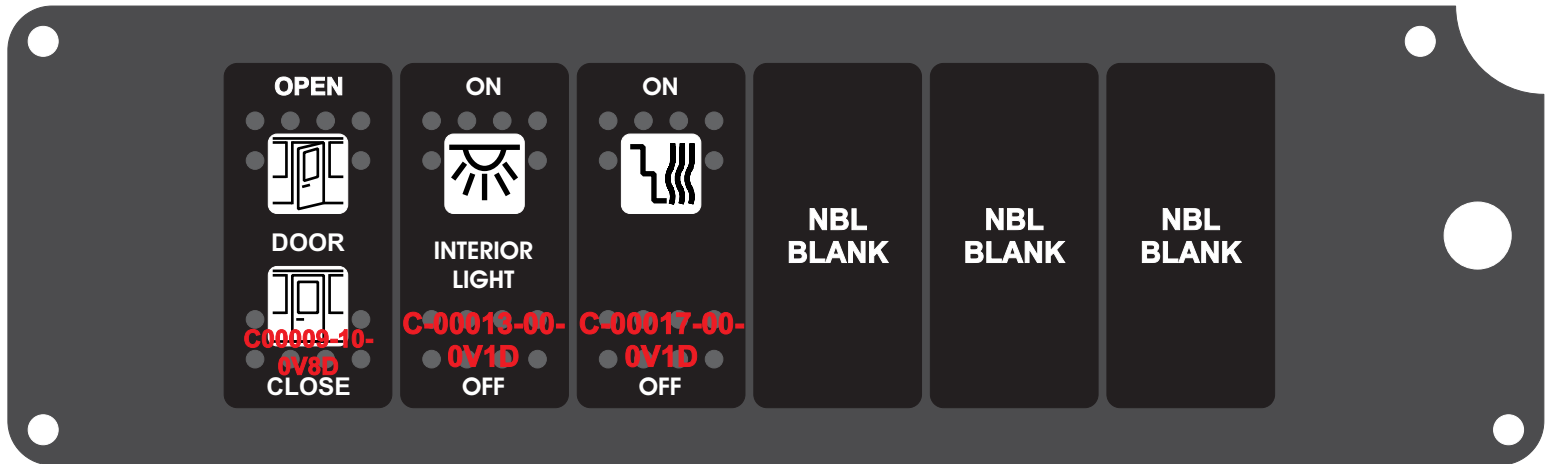 OPEN
DOOR
C00009-10-
0V8D
CLOSE
ON
INTERIOR
LIGHT
C-00013-00-
0V1D
OFF
ON
C-00017-00-
0V1D
OFF
NBL
BLANK
NBL
BLANK
NBL
BLANK